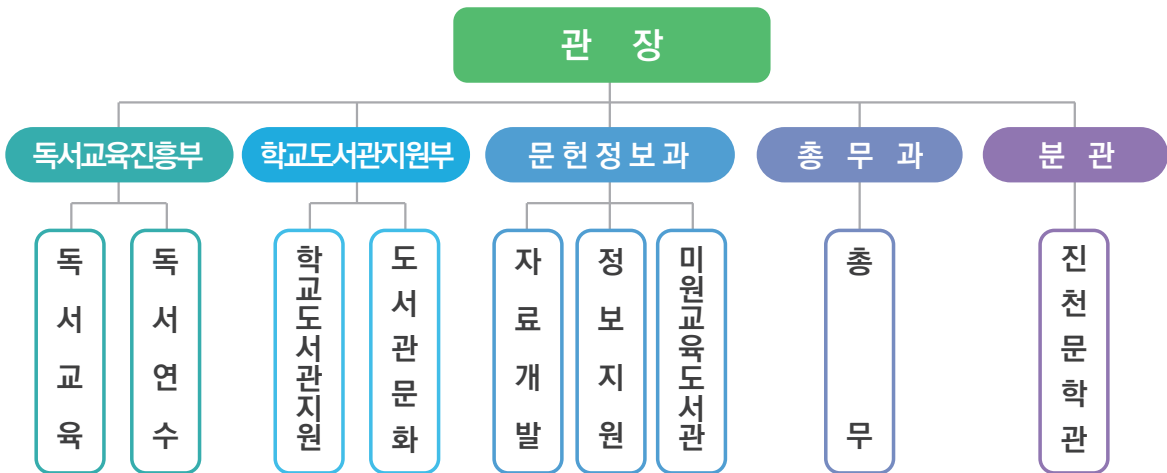 관 장
독서교육진흥부
학교도서관지원부
문헌정보과
총 무 과
분 관
독서교육
독서연수
학교도서관지원
도서관문화
자료개발
정보지원
미원교육도서관
총무
진천문학관